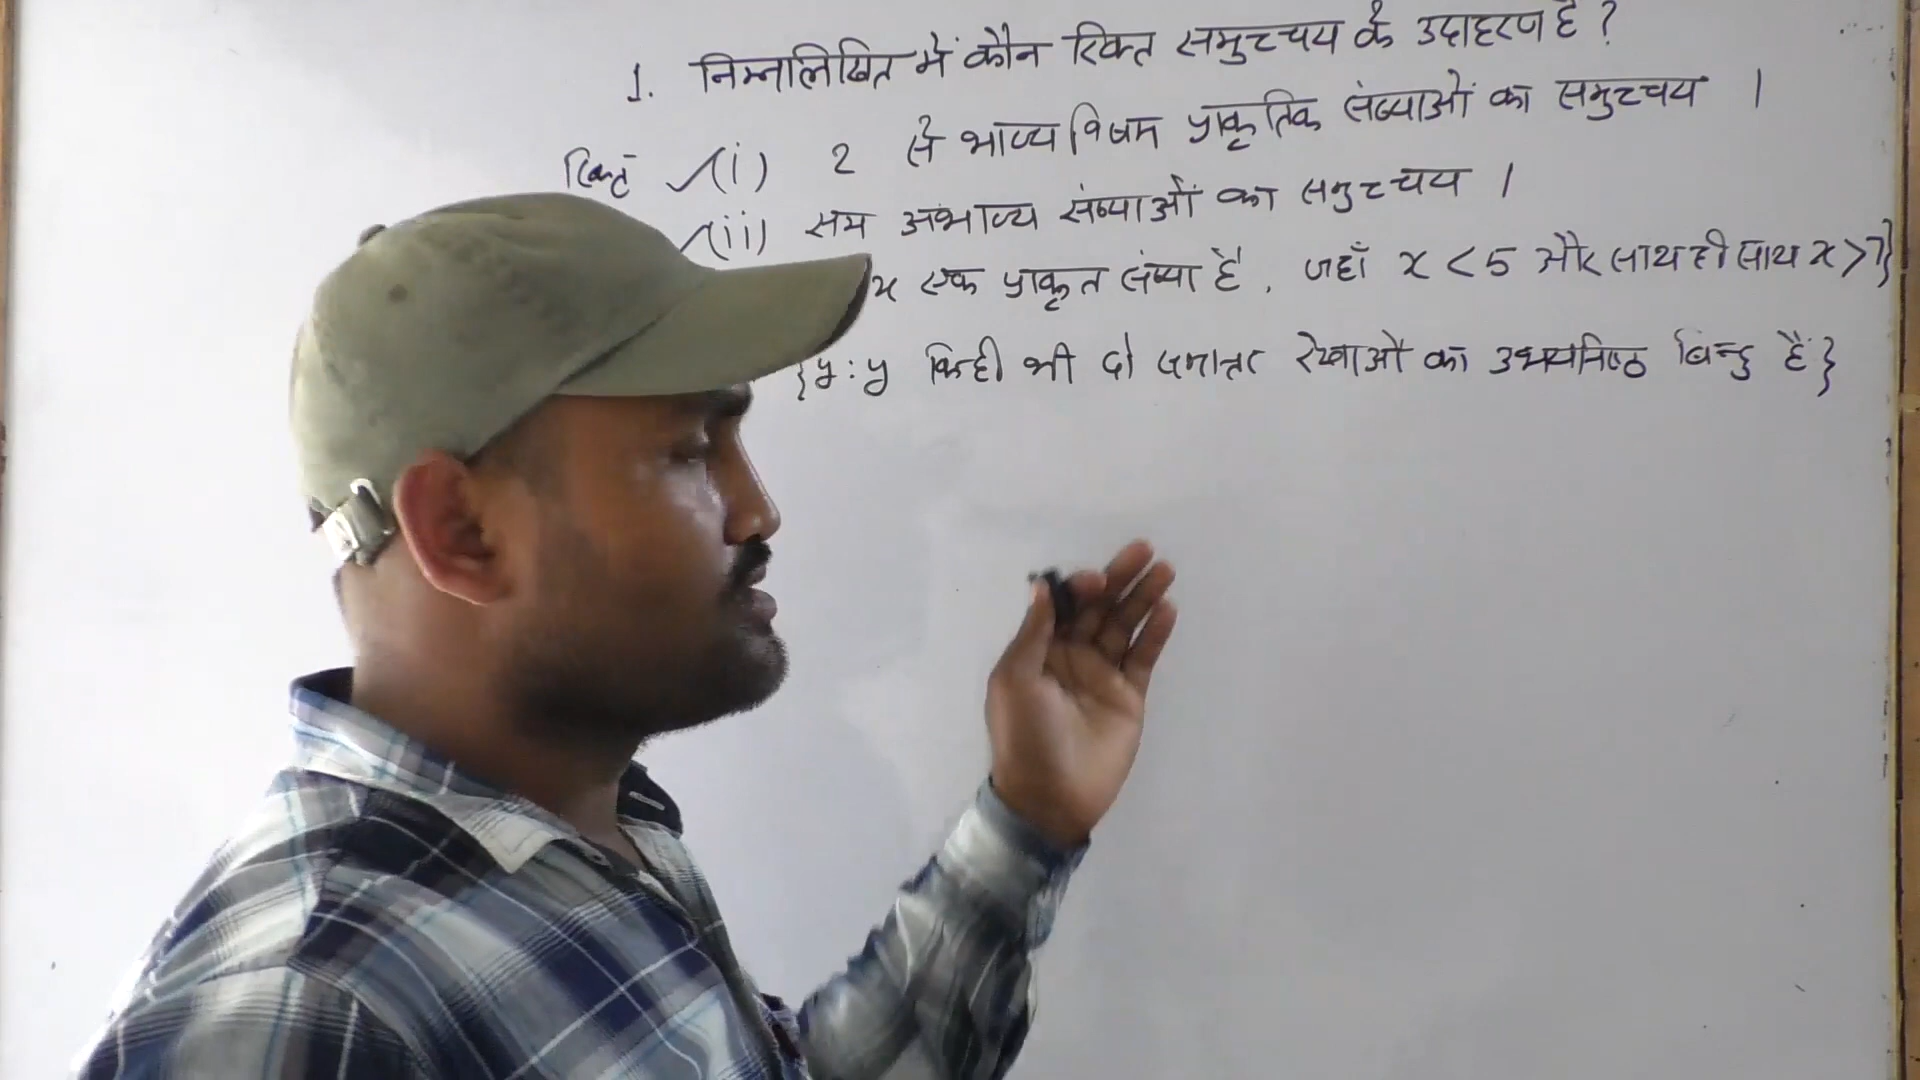 1. निम्नलिखित में कौन रिक्त समुच्चय के उदाहरण है ?
रिक्त (i) 2 से भाज्य विषम प्राकृतिक संख्याओं का समुच्चय ।
(ii) सम अभाज्य संख्याओं का समुच्चय ।
x एक प्राकृत संख्या है , जहाँ x < 5 और साथ ही साथ x > 7}
{y : y किन्ही भी दो समान्तर रेखाओं का उभयनिष्ठ बिन्दु है}